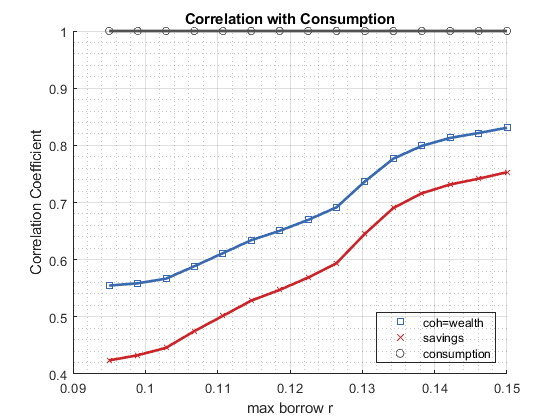 Correlation with Consumption
1
0.9
0.8
0.7
0.6
0.5
0.4
Correlation Coefficient
coh=wealth
savings
consumption
0.09 0.1 0.11 0.12 0.13 0.14 0.15
max borrow r